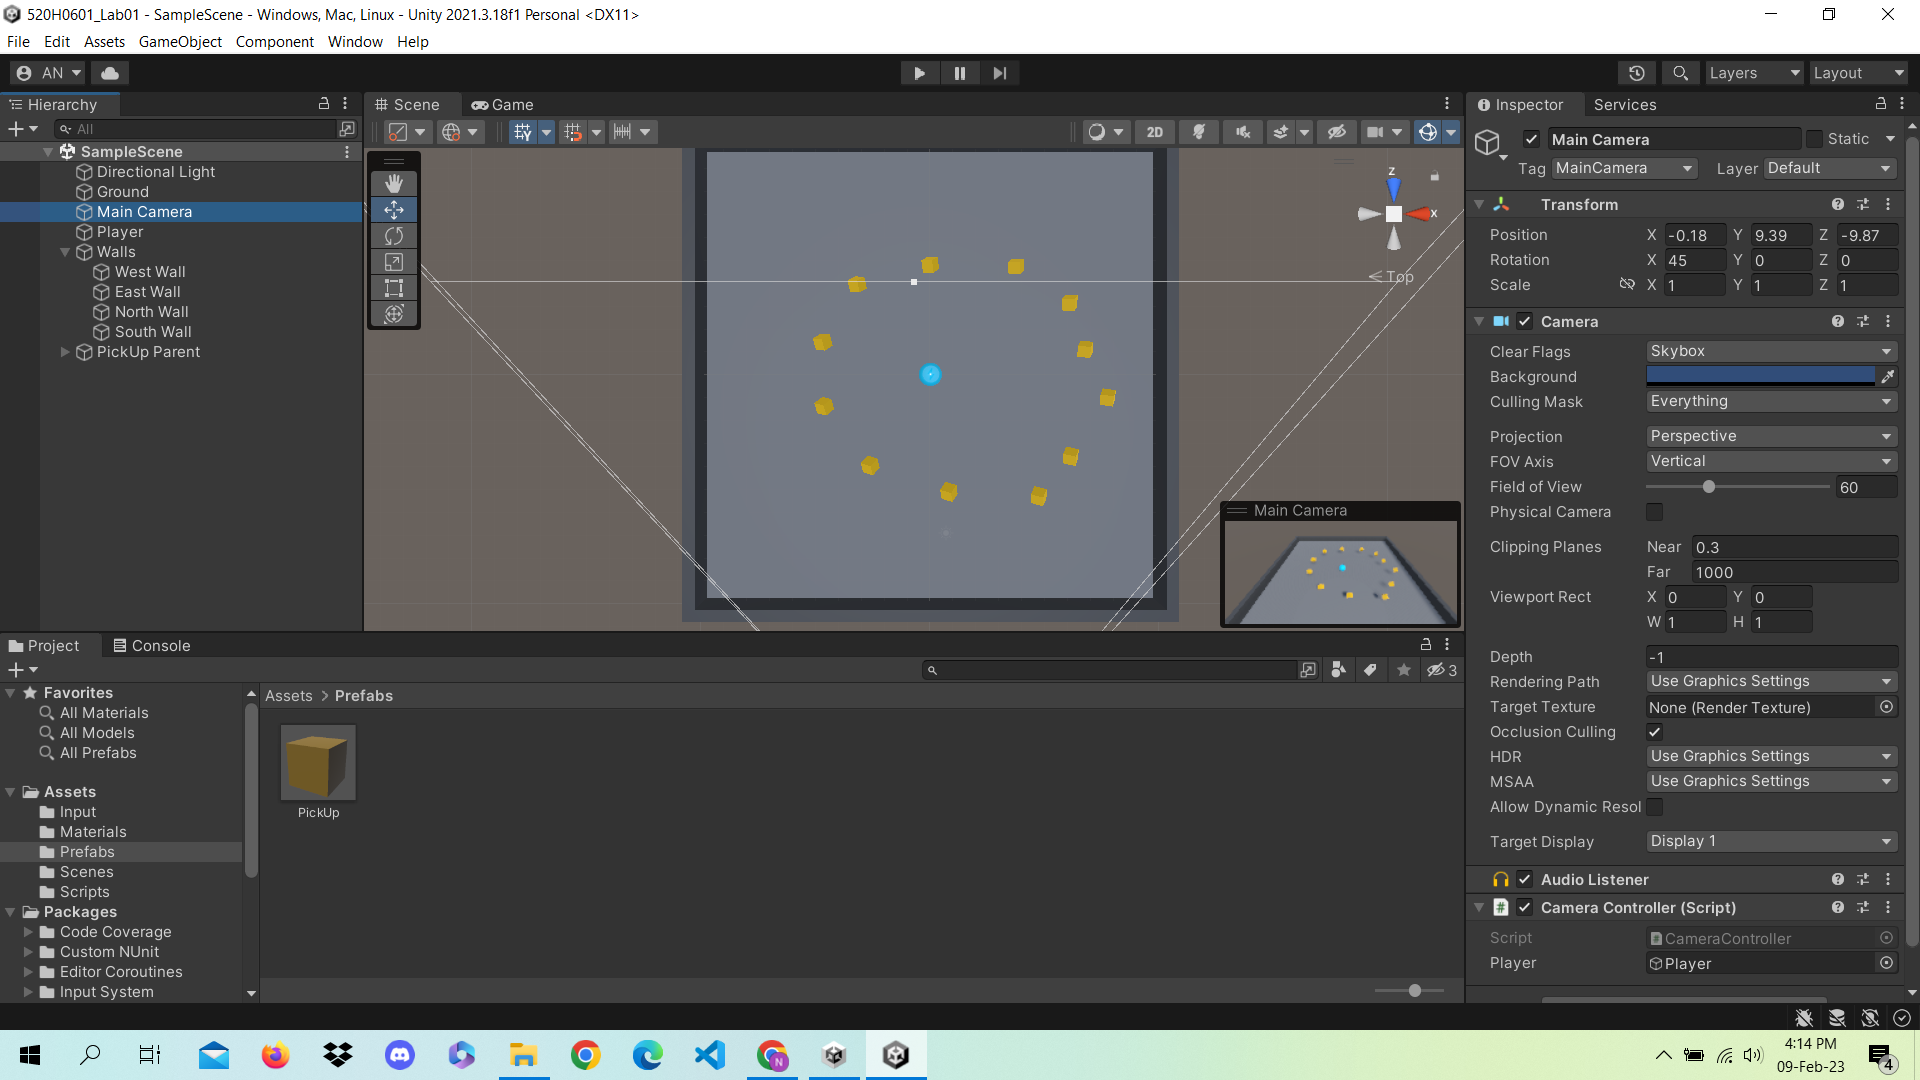 520H0601_Lab01 - SampleScene - Windows, Mac, Linux - Unity 2021.3.18f1 Personal <DX11>
File Edit Assets GameObject Component Window Help
AN
Layers Layout
Hierarchy
All
SampleScene
Directional Light
Ground
Main Camera
Player
Walls
West Wall
East Wall
North Wall
South Wall
PickUp Parent
Scene Game
2D
Z
X
Top
Main Camera
Inspector Services
Main Camera Static
Tag MainCamera Layer Default
Transform
Position X -0.18 Y 9.39 Z -9.87
Rotation X 45 Y 0 Z 0
Scale X 1 Y 1 Z 1
Camera
Clear Flags Skybox
Background
Culling Mask Everything
Projection Perspective
FOV Axis Vertical
Field of View 60
Physical Camera
Clipping Planes Near 0.3
Far 1000
Viewport Rect X 0 Y 0
W 1 H 1
Depth -1
Rendering Path Use Graphics Settings
Target Texture None (Render Texture)
Occlusion Culling
HDR Use Graphics Settings
MSAA Use Graphics Settings
Allow Dynamic Resol
Target Display Display 1
Audio Listener
Camera Controller (Script)
Script CameraController
Player Player
Project Console
3
Favorites
All Materials
All Models
All Prefabs
Assets
Input
Materials
Prefabs
Scenes
Scripts
Packages
Code Coverage
Custom NUnit
Editor Coroutines
Input System
Assets > Prefabs
PickUp
4:14 PM
09-Feb-23
4